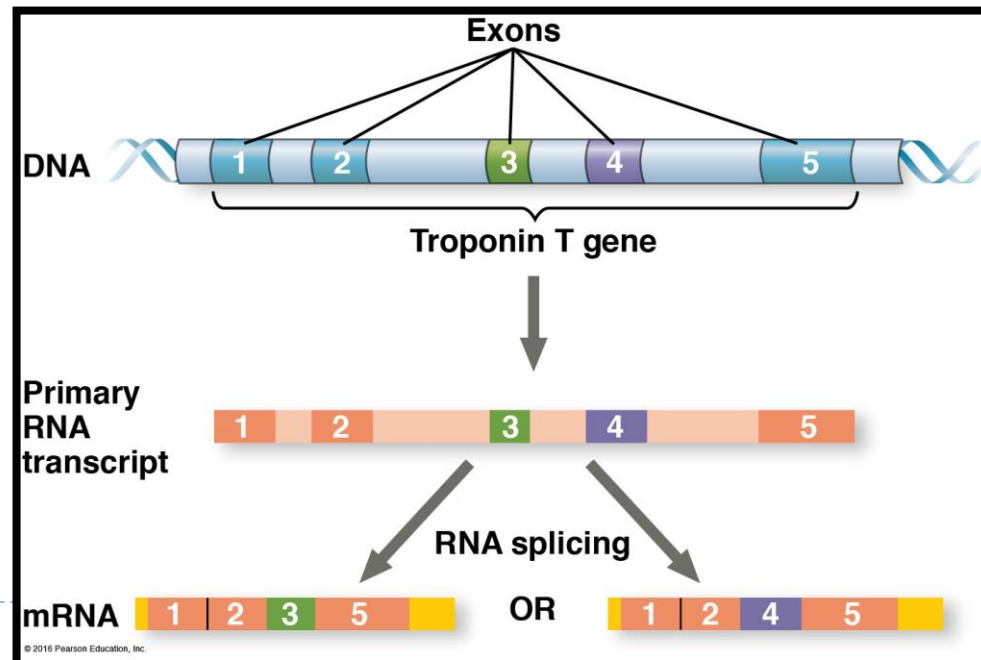 Exons
DNA
1 2 3 4 5
Troponin T gene
Primary
RNA
transcript
1 2 3 4 5
RNA splicing
mRNA 1 2 3 5 OR 1 2 4 5
© 2016 Pearson Education, Inc.